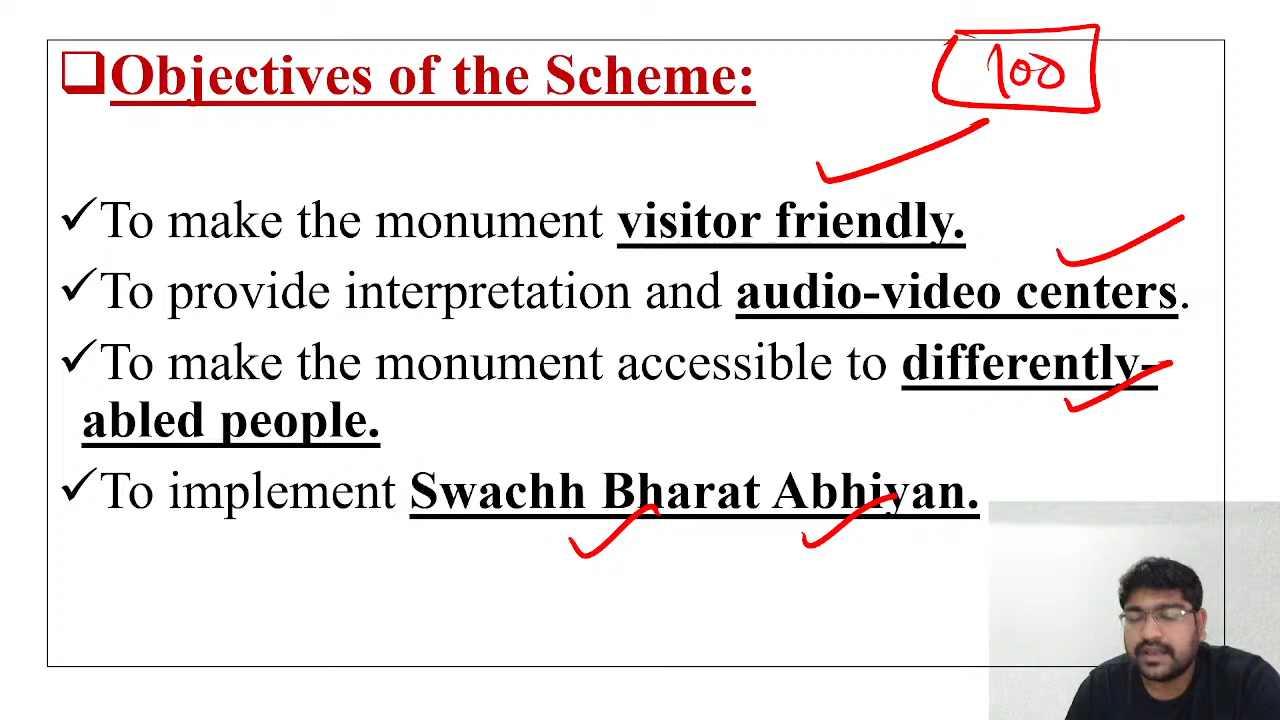 Objectives of the Scheme:
100
To make the monument visitor friendly.
To provide interpretation and audio-video centers.
To make the monument accessible to differently-
abled people.
To implement Swachh Bharat Abhiyan.